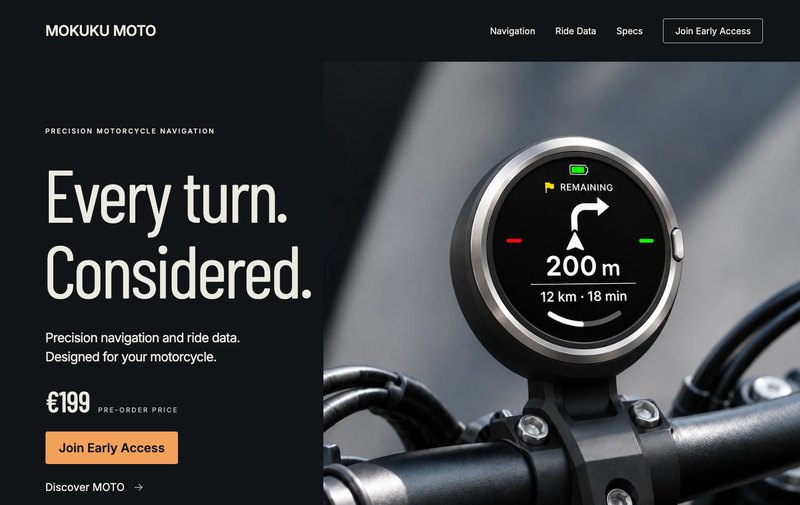 MOKUKU MOTO
Navigation
Ride Data
Specs
Join Early Access
PRECISION MOTORCYCLE NAVIGATION
Every turn.
Considered.
Precision navigation and ride data.
Designed for your motorcycle.
€199 PRE-ORDER PRICE
Join Early Access
Discover MOTO →
REMAINING
200 m
12 km · 18 min